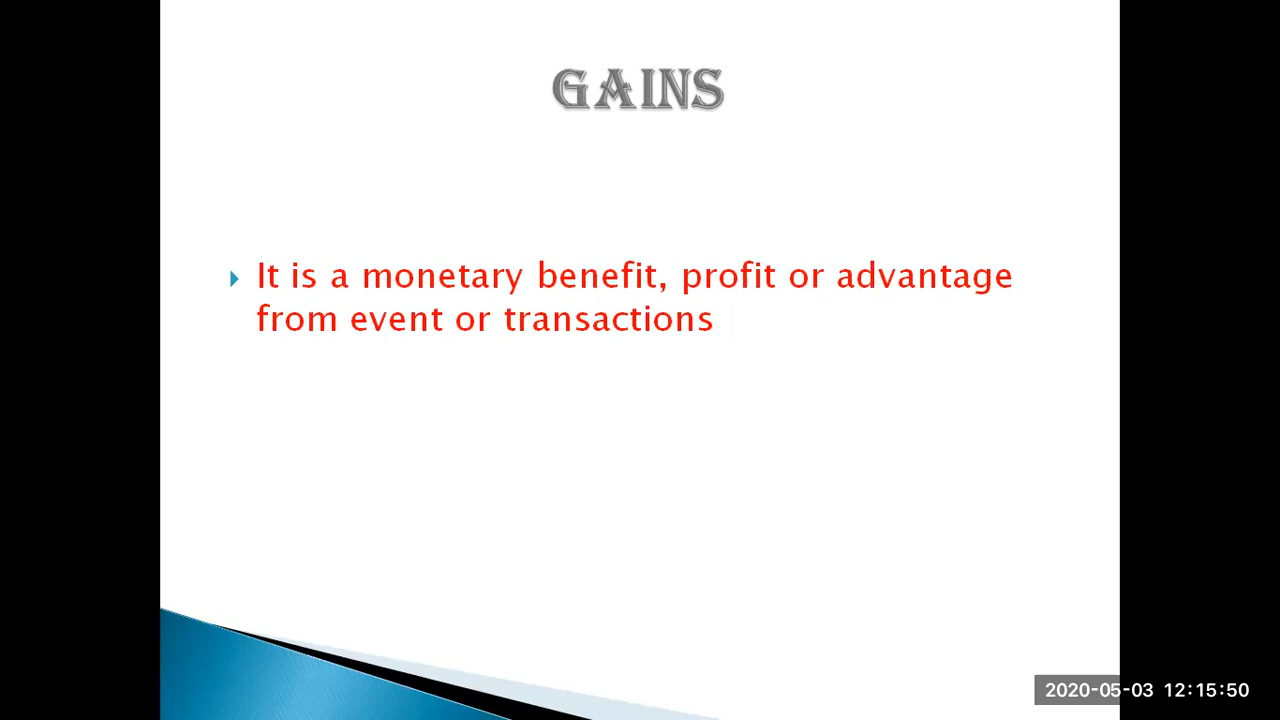 GAINS
It is a monetary benefit, profit or advantage
from event or transactions
2020-05-03 12:15:50